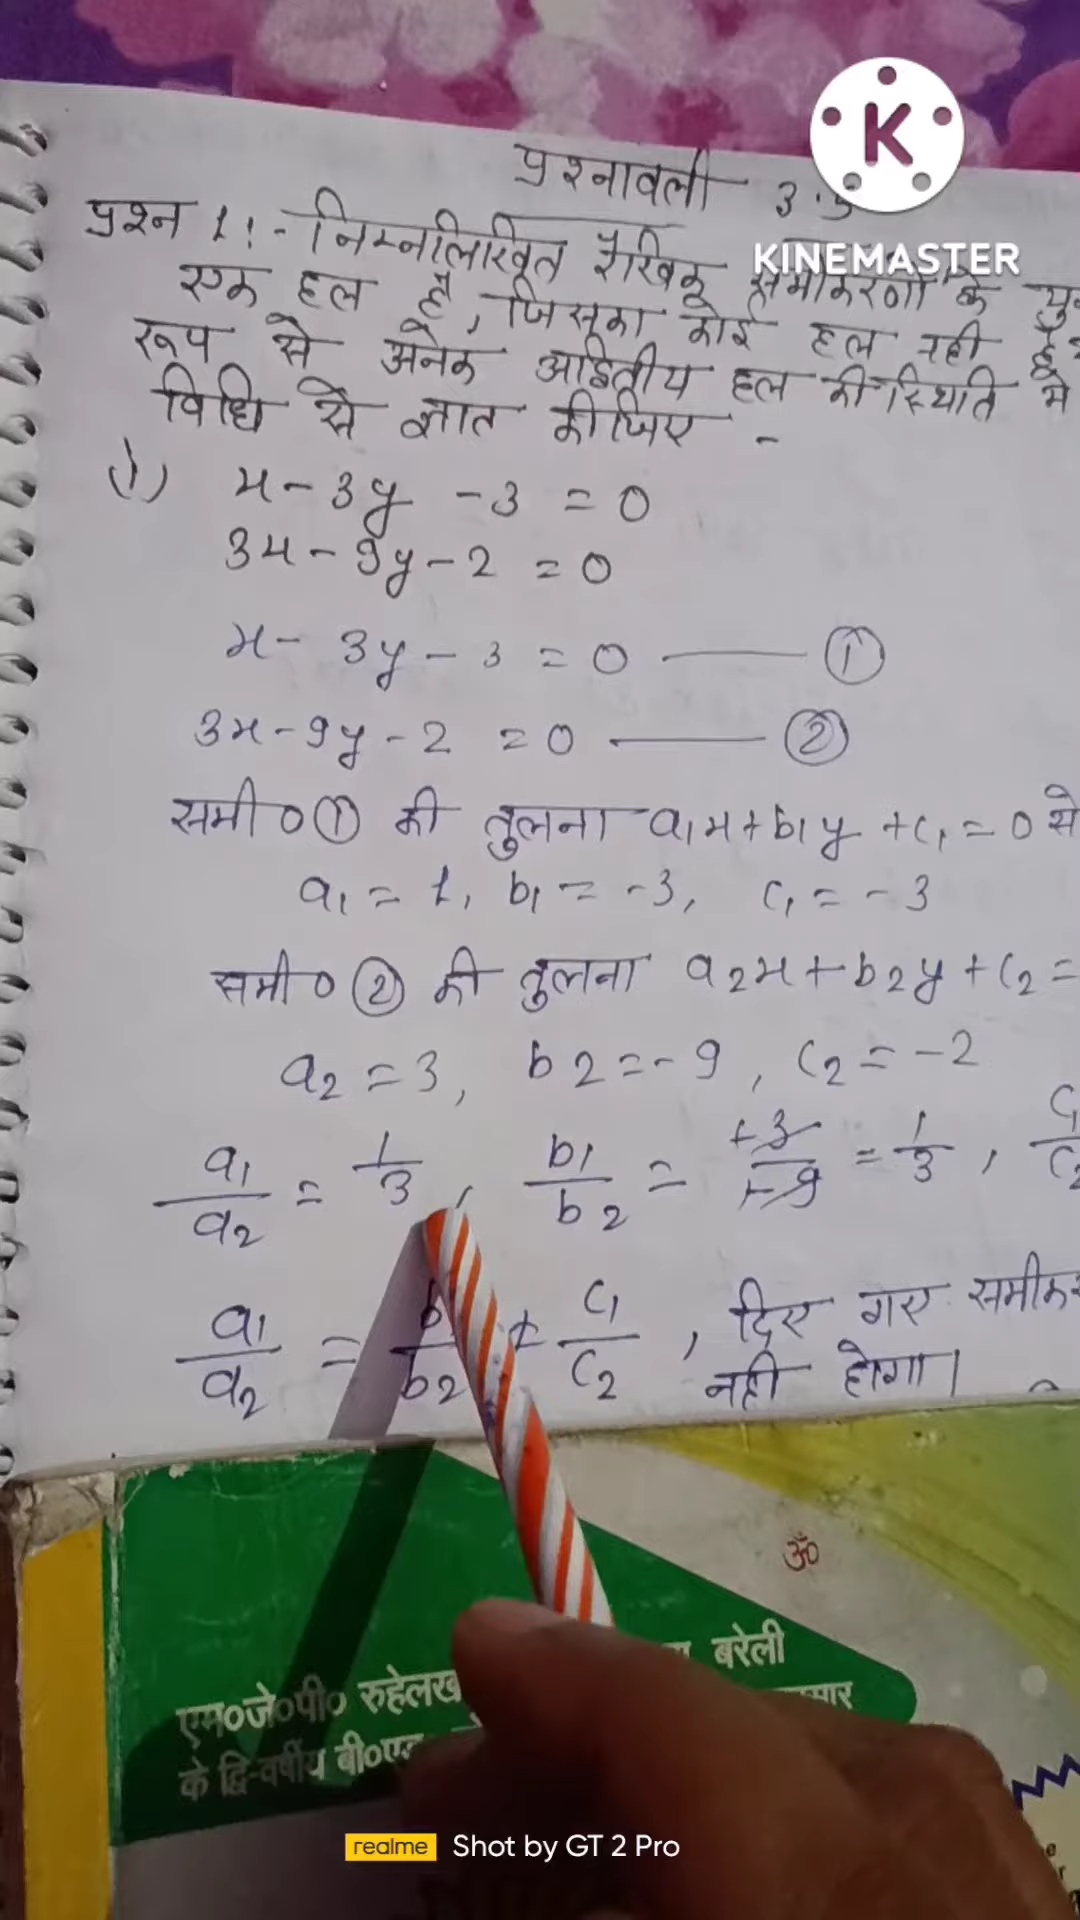 K
KINEMASTER
प्रश्नावली 3.5
प्रश्न 1:- निम्नलिखित रैखिक समीकरणों के
एक हल है, जिसका कोई हल नही है
रूप से अनेक अद्वितीय हल की स्थिति मे
विधि से ज्ञात कीजिए -
1) x - 3y - 3 = 0
3x - 9y - 2 = 0
x - 3y - 3 = 0 —— ①
3x - 9y - 2 = 0 —— ②
समी० ① की तुलना a₁x + b₁y + c₁ = 0 से
a₁ = 1, b₁ = -3, c₁ = -3
समी० ② की तुलना a₂x + b₂y + c₂ =
a₂ = 3, b₂ = -9, c₂ = -2
a₁/a₂ = 1/3, b₁/b₂ = +3/+9 = 1/3, c₁/c₂
a₁/a₂ = b₁/b₂ ≠ c₁/c₂, दिए गए समीक
नही होगा।
ॐ
एम०जे०पी० रुहेलख बरेली
के द्वि-वर्षीय बी०एड
realme Shot by GT 2 Pro